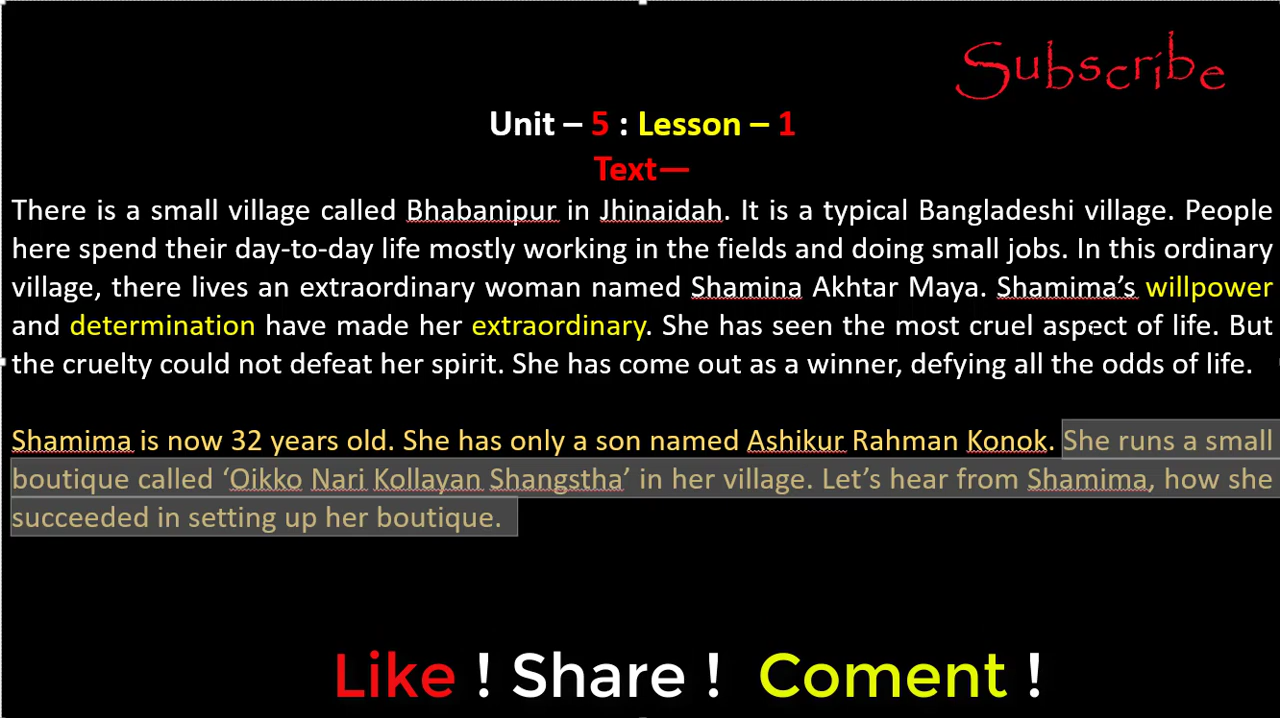 Subscribe
Unit – 5 : Lesson – 1
Text—
There is a small village called Bhabanipur in Jhinaidah. It is a typical Bangladeshi village. People
here spend their day-to-day life mostly working in the fields and doing small jobs. In this ordinary
village, there lives an extraordinary woman named Shamina Akhtar Maya. Shamima’s willpower
and determination have made her extraordinary. She has seen the most cruel aspect of life. But
the cruelty could not defeat her spirit. She has come out as a winner, defying all the odds of life.
Shamima is now 32 years old. She has only a son named Ashikur Rahman Konok. She runs a small
boutique called ‘Oikko Nari Kollayan Shangstha’ in her village. Let’s hear from Shamima, how she
succeeded in setting up her boutique.
Like ! Share ! Coment !